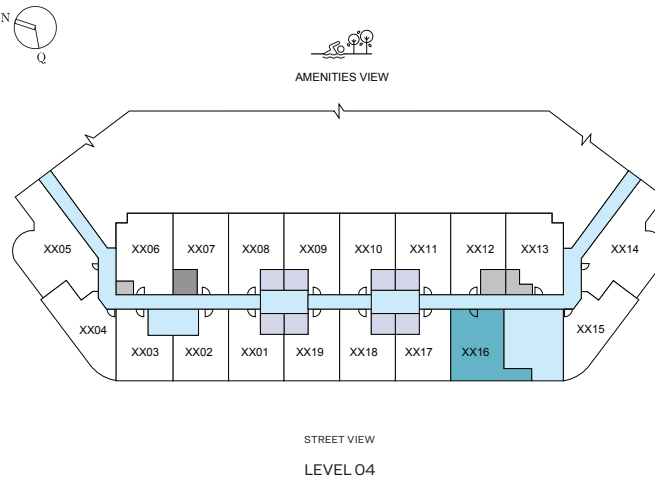 N
Q
AMENITIES VIEW
XX05
XX06
XX07
XX08
XX09
XX10
XX11
XX12
XX13
XX14
XX04
XX03
XX02
XX01
XX19
XX18
XX17
XX16
XX15
STREET VIEW
LEVEL 04